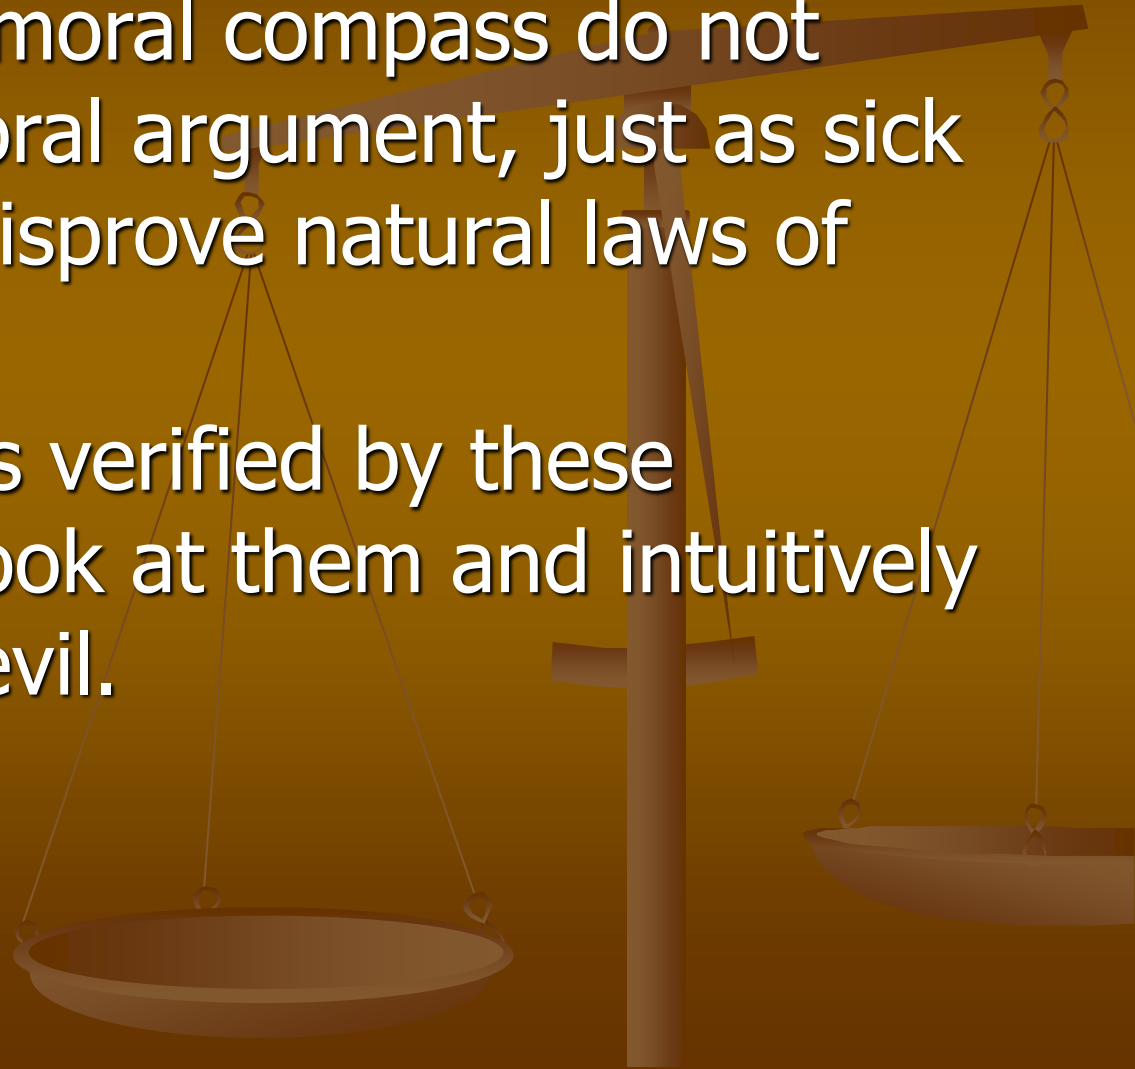 moral compass do not
oral argument, just as sick
isprove natural laws of
s verified by these
ook at them and intuitively
evil.